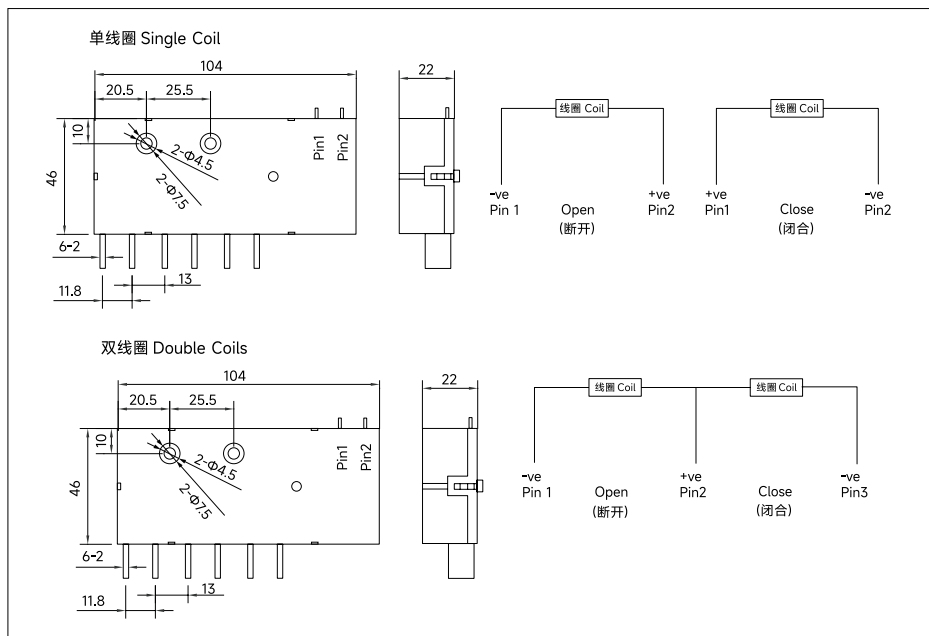 单线圈 Single Coil
104
20.5
25.5
10
46
2-Φ4.5
2-Φ7.5
Pin1
Pin2
6-2
13
11.8
22
线圈 Coil
-ve
Pin 1
Open
(断开)
+ve
Pin2
线圈 Coil
+ve
Pin1
Close
(闭合)
-ve
Pin2
双线圈 Double Coils
104
20.5
25.5
10
46
2-Φ4.5
2-Φ7.5
Pin1
Pin2
6-2
13
11.8
22
线圈 Coil
线圈 Coil
-ve
Pin 1
Open
(断开)
+ve
Pin2
Close
(闭合)
-ve
Pin3